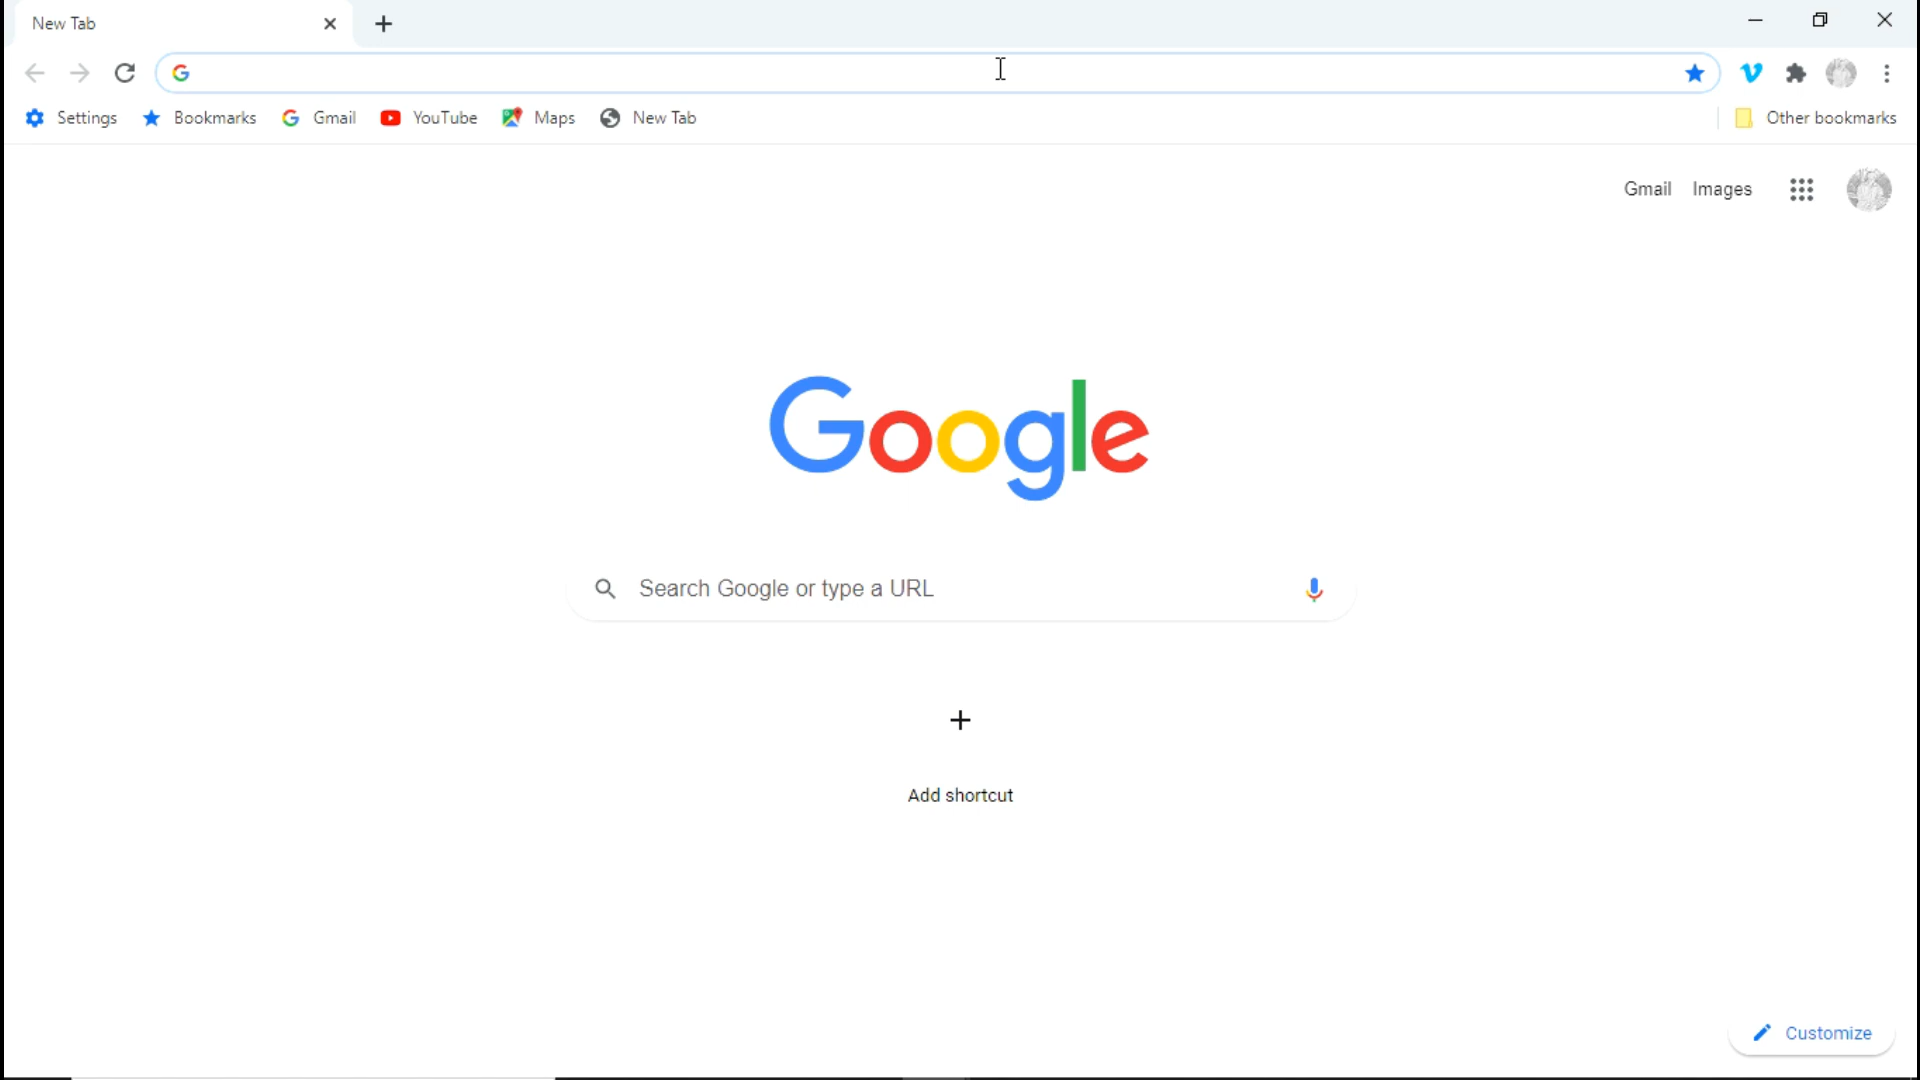 New Tab
Settings Bookmarks Gmail YouTube Maps New Tab Other bookmarks
Gmail Images
Google
Search Google or type a URL
Add shortcut
Customize